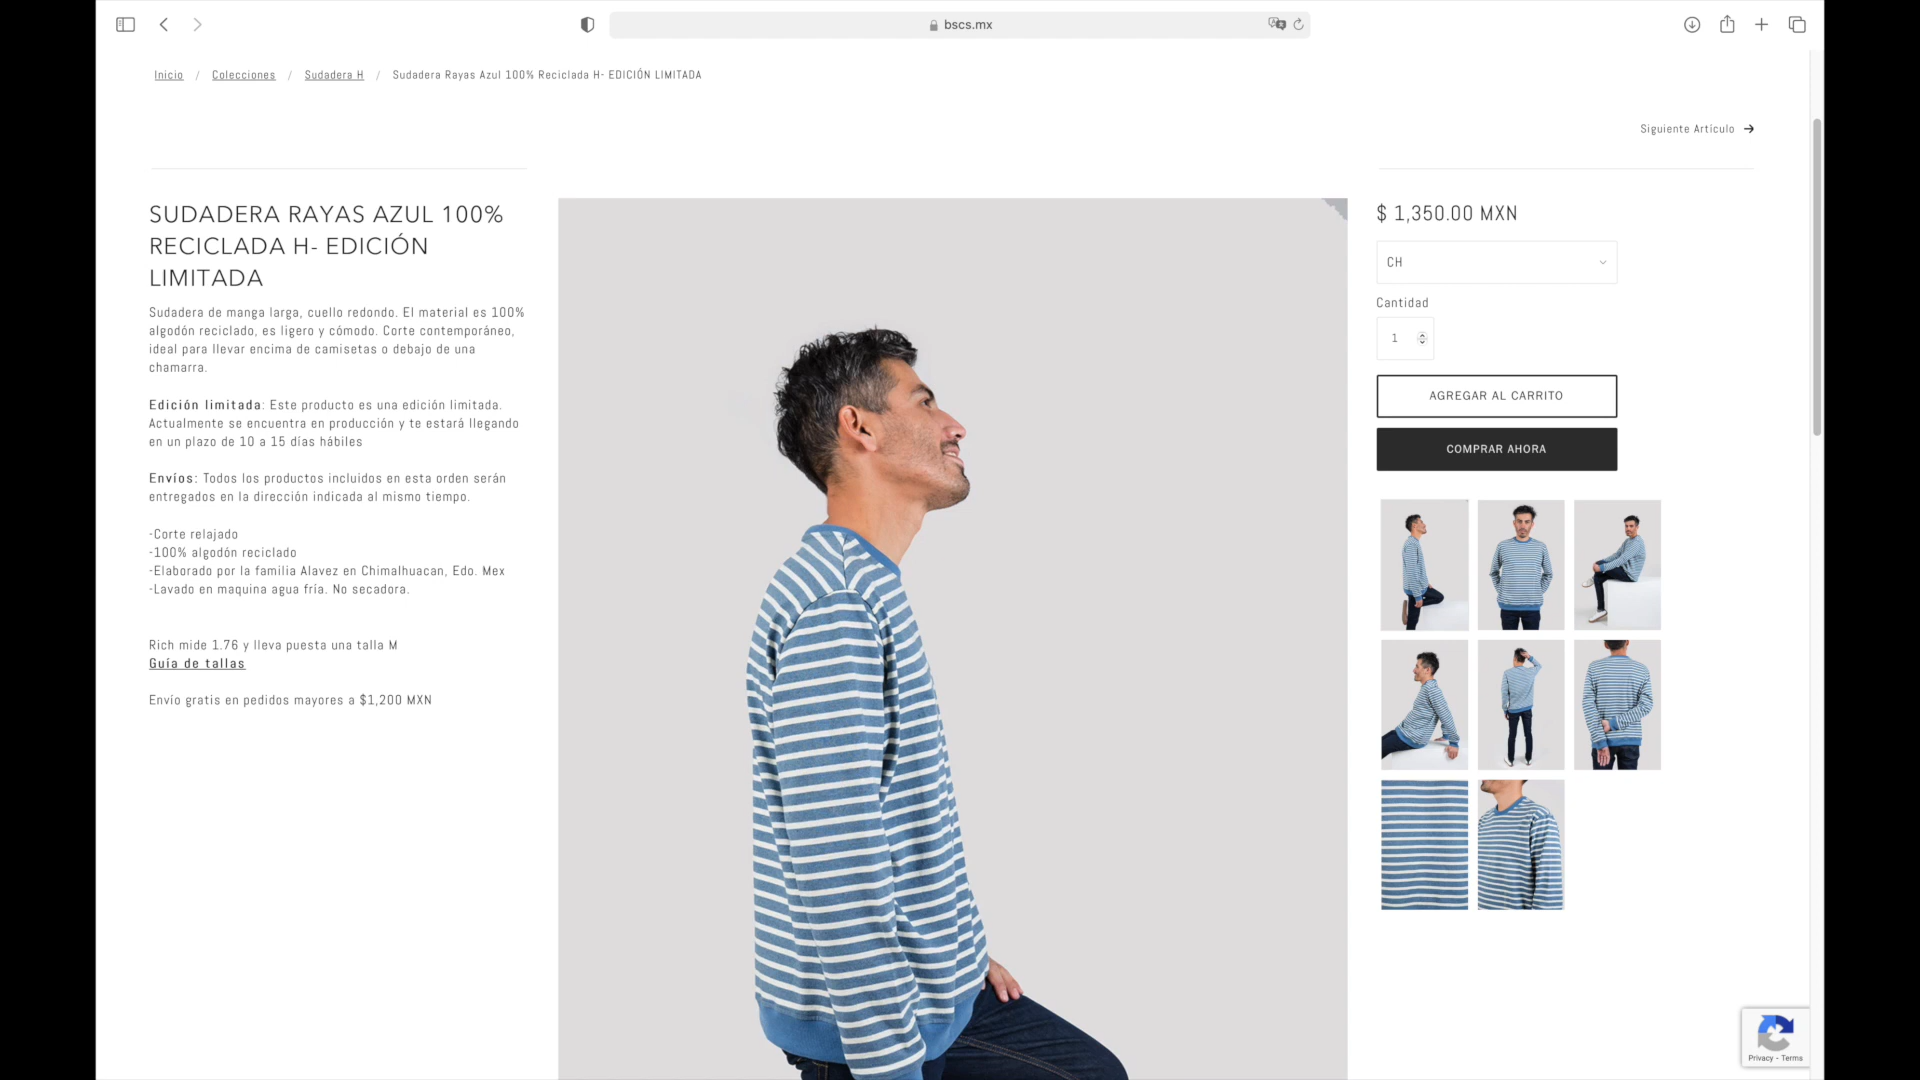 bscs.mx
Inicio / Colecciones / Sudadera H / Sudadera Rayas Azul 100% Reciclada H- EDICIÓN LIMITADA
Siguiente Artículo →
SUDADERA RAYAS AZUL 100%
RECICLADA H- EDICIÓN
LIMITADA
Sudadera de manga larga, cuello redondo. El material es 100%
algodón reciclado, es ligero y cómodo. Corte contemporáneo,
ideal para llevar encima de camisetas o debajo de una
chamarra.
Edición limitada: Este producto es una edición limitada.
Actualmente se encuentra en producción y te estará llegando
en un plazo de 10 a 15 días hábiles
Envíos: Todos los productos incluidos en esta orden serán
entregados en la dirección indicada al mismo tiempo.
-Corte relajado
-100% algodón reciclado
-Elaborado por la familia Alavez en Chimalhuacan, Edo. Mex
-Lavado en maquina agua fría. No secadora.
Rich mide 1.76 y lleva puesta una talla M
Guía de tallas
Envío gratis en pedidos mayores a $1,200 MXN
$ 1,350.00 MXN
CH
Cantidad
1
AGREGAR AL CARRITO
COMPRAR AHORA
Privacy - Terms